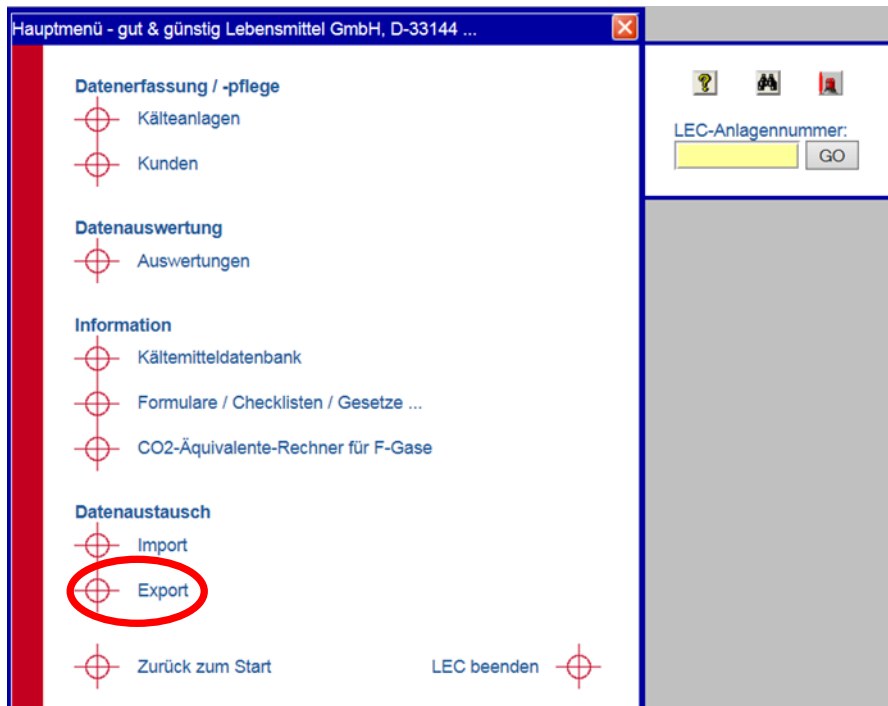 Hauptmenü - gut & günstig Lebensmittel GmbH, D-33144 ...
Datenerfassung / -pflege
Kälteanlagen
Kunden
Datenauswertung
Auswertungen
Information
Kältemitteldatenbank
Formulare / Checklisten / Gesetze ...
CO2-Äquivalente-Rechner für F-Gase
Datenaustausch
Import
Export
Zurück zum Start
LEC beenden
LEC-Anlagennummer:
GO